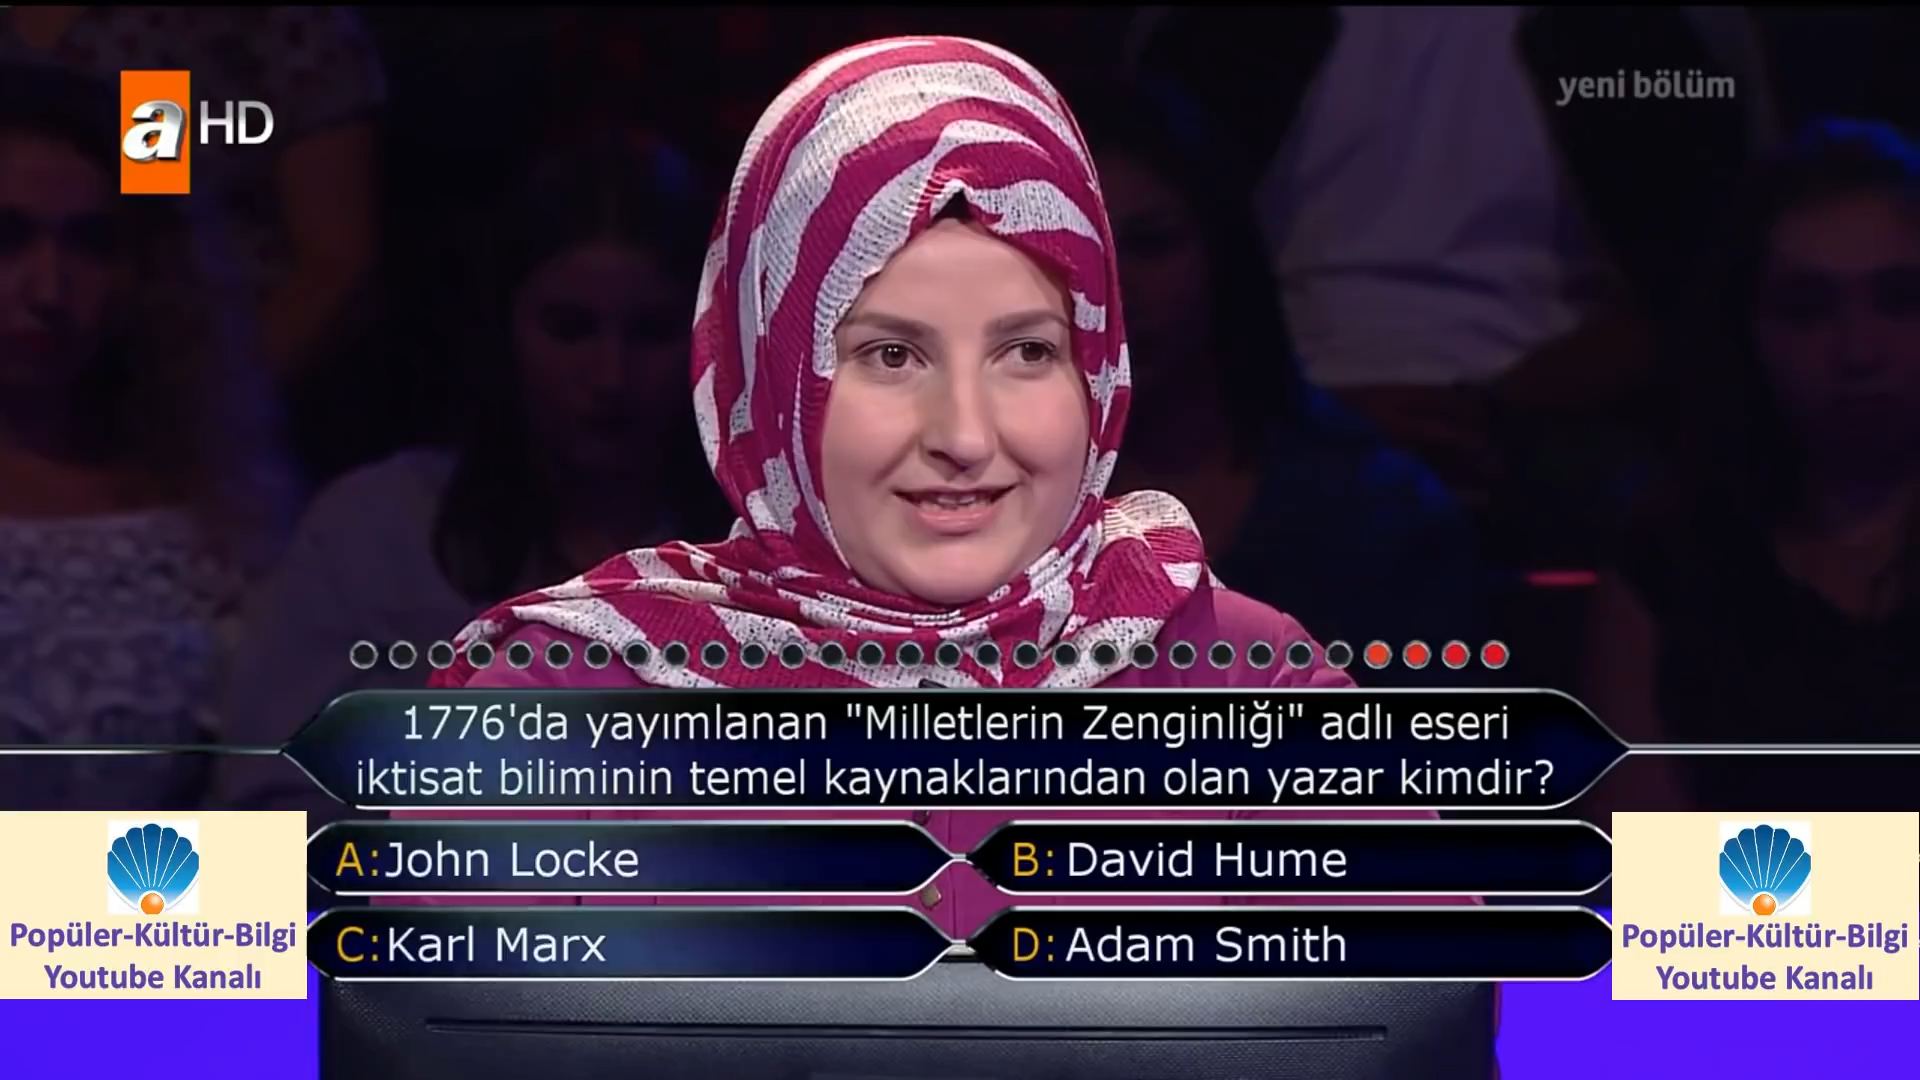 a HD
yeni bölüm
1776'da yayımlanan "Milletlerin Zenginliği" adlı eseri
iktisat biliminin temel kaynaklarından olan yazar kimdir?
A: John Locke
B: David Hume
C: Karl Marx
D: Adam Smith
Popüler-Kültür-Bilgi
Youtube Kanalı
Popüler-Kültür-Bilgi
Youtube Kanalı